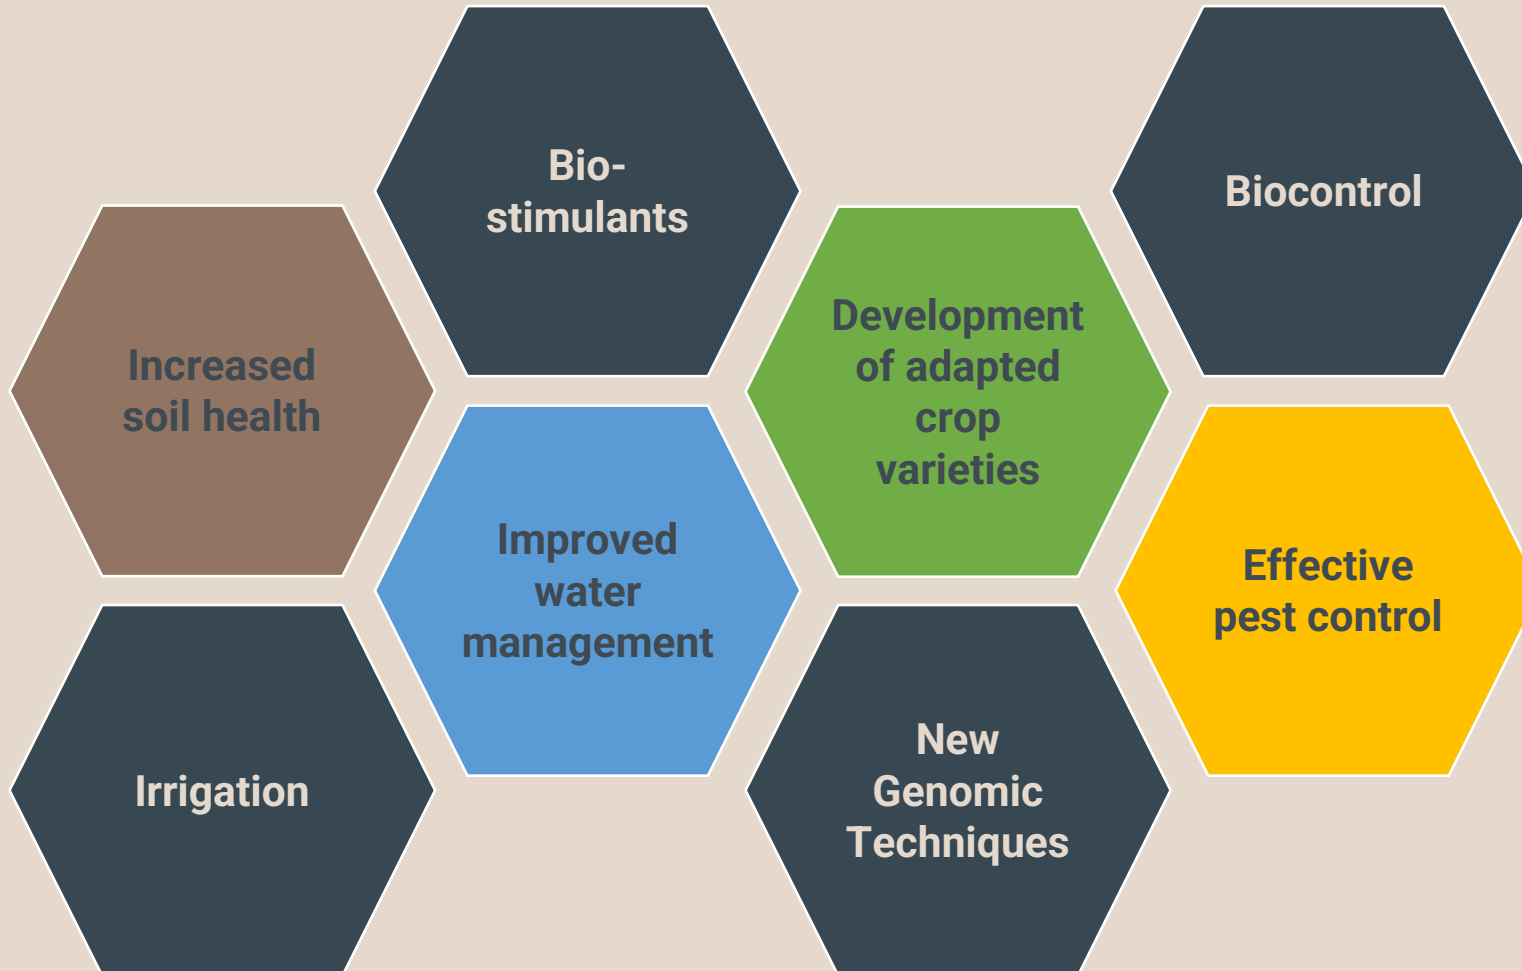 Bio-
stimulants
Biocontrol
Increased
soil health
Development
of adapted
crop
varieties
Improved
water
management
Effective
pest control
Irrigation
New
Genomic
Techniques